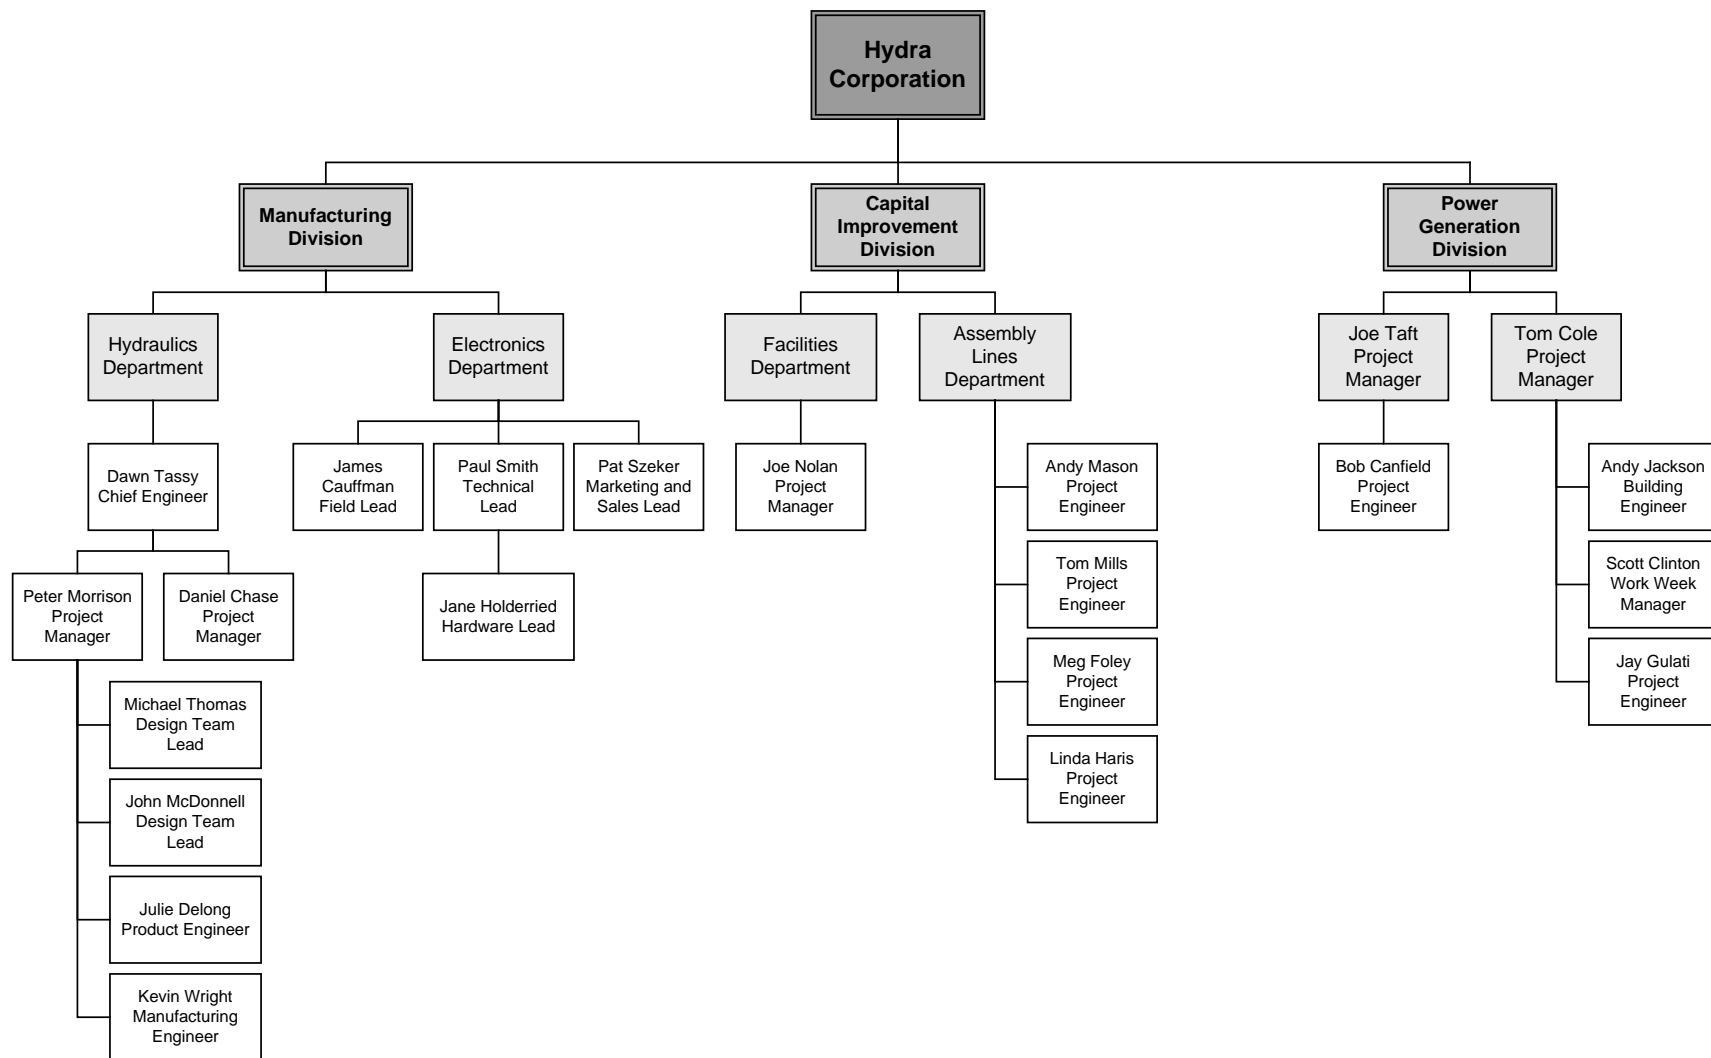 Hydra
Corporation
Manufacturing
Division
Capital
Improvement
Division
Power
Generation
Division
Hydraulics
Department
Electronics
Department
Facilities
Department
Assembly
Lines
Department
Joe Taft
Project
Manager
Tom Cole
Project
Manager
Dawn Tassy
Chief Engineer
James
Cauffman
Field Lead
Paul Smith
Technical
Lead
Pat Szeker
Marketing and
Sales Lead
Joe Nolan
Project
Manager
Andy Mason
Project
Engineer
Bob Canfield
Project
Engineer
Andy Jackson
Building
Engineer
Peter Morrison
Project
Manager
Daniel Chase
Project
Manager
Jane Holderried
Hardware Lead
Tom Mills
Project
Engineer
Scott Clinton
Work Week
Manager
Michael Thomas
Design Team
Lead
Meg Foley
Project
Engineer
Jay Gulati
Project
Engineer
John McDonnell
Design Team
Lead
Linda Haris
Project
Engineer
Julie Delong
Product Engineer
Kevin Wright
Manufacturing
Engineer